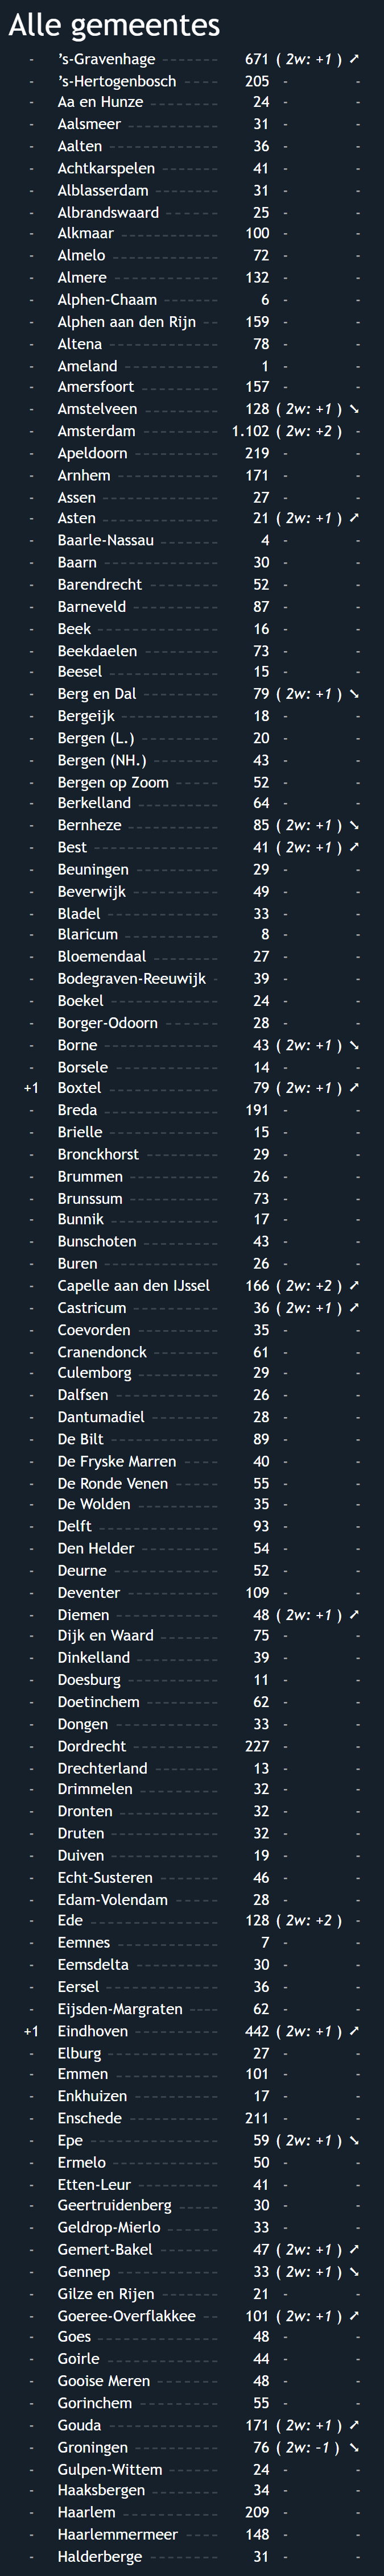 Alle gemeentes
- 's-Gravenhage 671 ( 2w: +1 ) ➚
- 's-Hertogenbosch 205 - -
- Aa en Hunze 24 - -
- Aalsmeer 31 - -
- Aalten 36 - -
- Achtkarspelen 41 - -
- Alblasserdam 31 - -
- Albrandswaard 25 - -
- Alkmaar 100 - -
- Almelo 72 - -
- Almere 132 - -
- Alphen-Chaam 6 - -
- Alphen aan den Rijn 159 - -
- Altena 78 - -
- Ameland 1 - -
- Amersfoort 157 - -
- Amstelveen 128 ( 2w: +1 ) ➘
- Amsterdam 1.102 ( 2w: +2 ) -
- Apeldoorn 219 - -
- Arnhem 171 - -
- Assen 27 - -
- Asten 21 ( 2w: +1 ) ➚
- Baarle-Nassau 4 - -
- Baarn 30 - -
- Barendrecht 52 - -
- Barneveld 87 - -
- Beek 16 - -
- Beekdaelen 73 - -
- Beesel 15 - -
- Berg en Dal 79 ( 2w: +1 ) ➘
- Bergeijk 18 - -
- Bergen (L.) 20 - -
- Bergen (NH.) 43 - -
- Bergen op Zoom 52 - -
- Berkelland 64 - -
- Bernheze 85 ( 2w: +1 ) ➘
- Best 41 ( 2w: +1 ) ➚
- Beuningen 29 - -
- Beverwijk 49 - -
- Bladel 33 - -
- Blaricum 8 - -
- Bloemendaal 27 - -
- Bodegraven-Reeuwijk 39 - -
- Boekel 24 - -
- Borger-Odoorn 28 - -
- Borne 43 ( 2w: +1 ) ➘
- Borsele 14 - -
+1 Boxtel 79 ( 2w: +1 ) ➚
- Breda 191 - -
- Brielle 15 - -
- Bronckhorst 29 - -
- Brummen 26 - -
- Brunssum 73 - -
- Bunnik 17 - -
- Bunschoten 43 - -
- Buren 26 - -
- Capelle aan den IJssel 166 ( 2w: +2 ) ➚
- Castricum 36 ( 2w: +1 ) ➚
- Coevorden 35 - -
- Cranendonck 61 - -
- Culemborg 29 - -
- Dalfsen 26 - -
- Dantumadiel 28 - -
- De Bilt 89 - -
- De Fryske Marren 40 - -
- De Ronde Venen 55 - -
- De Wolden 35 - -
- Delft 93 - -
- Den Helder 54 - -
- Deurne 52 - -
- Deventer 109 - -
- Diemen 48 ( 2w: +1 ) ➚
- Dijk en Waard 75 - -
- Dinkelland 39 - -
- Doesburg 11 - -
- Doetinchem 62 - -
- Dongen 33 - -
- Dordrecht 227 - -
- Drechterland 13 - -
- Drimmelen 32 - -
- Dronten 32 - -
- Druten 32 - -
- Duiven 19 - -
- Echt-Susteren 46 - -
- Edam-Volendam 28 - -
- Ede 128 ( 2w: +2 ) -
- Eemnes 7 - -
- Eemsdelta 30 - -
- Eersel 36 - -
- Eijsden-Margraten 62 - -
+1 Eindhoven 442 ( 2w: +1 ) ➚
- Elburg 27 - -
- Emmen 101 - -
- Enkhuizen 17 - -
- Enschede 211 - -
- Epe 59 ( 2w: +1 ) ➘
- Ermelo 50 - -
- Etten-Leur 41 - -
- Geertruidenberg 30 - -
- Geldrop-Mierlo 33 - -
- Gemert-Bakel 47 ( 2w: +1 ) ➚
- Gennep 33 ( 2w: +1 ) ➘
- Gilze en Rijen 21 - -
- Goeree-Overflakkee 101 ( 2w: +1 ) ➚
- Goes 48 - -
- Goirle 44 - -
- Gooise Meren 48 - -
- Gorinchem 55 - -
- Gouda 171 ( 2w: +1 ) ➚
- Groningen 76 ( 2w: -1 ) ➘
- Gulpen-Wittem 24 - -
- Haaksbergen 34 - -
- Haarlem 209 - -
- Haarlemmermeer 148 - -
- Halderberge 31 - -